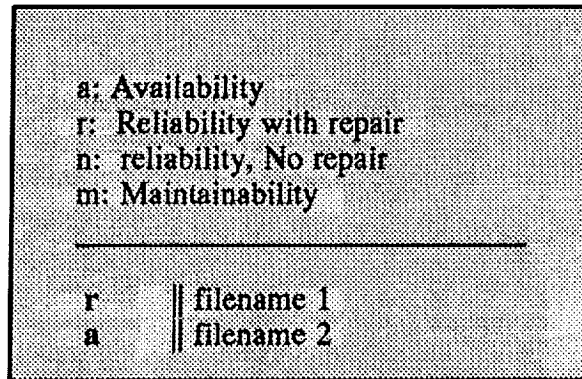 a: Availability
r: Reliability with repair
n: reliability, No repair
m: Maintainability
r || filename 1
a || filename 2